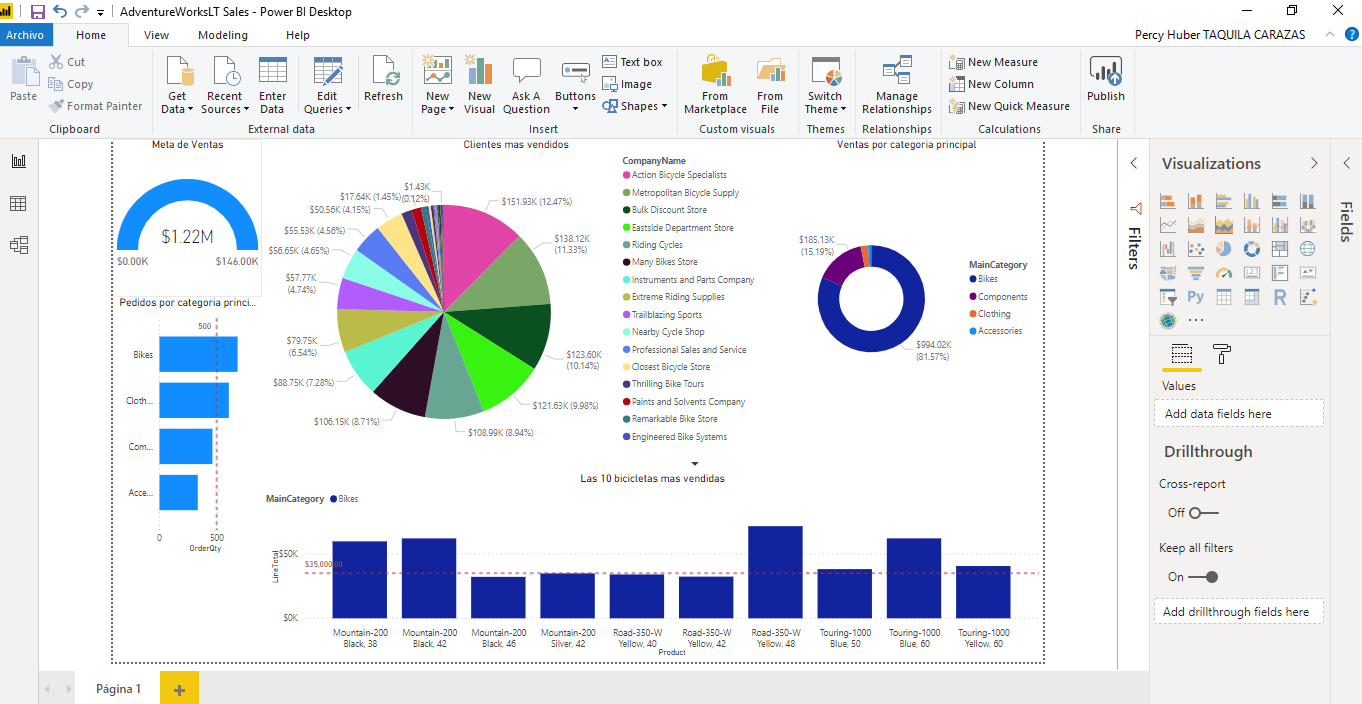 AdventureWorksLT Sales - Power BI Desktop
Archivo
Home
View
Modeling
Help
Percy Huber TAQUILA CARAZAS
?
Paste
Cut
Copy
Format Painter
Clipboard
Get
Data
Recent
Sources
Enter
Data
Edit
Queries
Refresh
External data
New
Page
New
Visual
Ask A
Question
Buttons
Text box
Image
Shapes
Insert
From
Marketplace
From
File
Custom visuals
Switch
Theme
Themes
Manage
Relationships
Relationships
New Measure
New Column
New Quick Measure
Calculations
Publish
Share
Meta de Ventas
$1.22M
$0.00K
$146.00K
Pedidos por categoria princi...
500
Bikes
Cloth...
Com...
Acce...
0
500
OrderQty
Clientes mas vendidos
$1.43K
(0.12%)
$17.64K (1.45%)
$50.56K (4.15%)
$55.53K (4.56%)
$56.65K (4.65%)
$57.77K
(4.74%)
$79.75K
(6.54%)
$88.75K (7.28%)
$106.15K (8.71%)
$108.99K (8.94%)
$121.63K (9.98%)
$123.60K
(10.14%)
$138.12K
(11.33%)
$151.93K (12.47%)
CompanyName
Action Bicycle Specialists
Metropolitan Bicycle Supply
Bulk Discount Store
Eastside Department Store
Riding Cycles
Many Bikes Store
Instruments and Parts Company
Extreme Riding Supplies
Trailblazing Sports
Nearby Cycle Shop
Professional Sales and Service
Closest Bicycle Store
Thrilling Bike Tours
Paints and Solvents Company
Remarkable Bike Store
Engineered Bike Systems
Ventas por categoria principal
$185.13K
(15.19%)
$994.02K
(81.57%)
MainCategory
Bikes
Components
Clothing
Accessories
Las 10 bicicletas mas vendidas
MainCategory
Bikes
LineTotal
$50K
$35,000.00
$0K
Mountain-200
Black, 38
Mountain-200
Black, 42
Mountain-200
Black, 46
Mountain-200
Silver, 42
Road-350-W
Yellow, 40
Road-350-W
Yellow, 42
Road-350-W
Yellow, 48
Touring-1000
Blue, 50
Touring-1000
Blue, 60
Touring-1000
Yellow, 60
Product
Filters
Visualizations
123
Py
R
Values
Add data fields here
Drillthrough
Cross-report
Off
Keep all filters
On
Add drillthrough fields here
Fields
Página 1